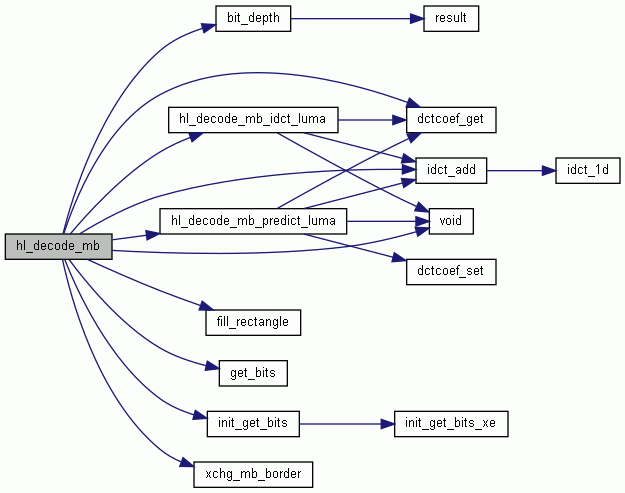 bit_depth
result
hl_decode_mb_idct_luma
dctcoef_get
idct_add
idct_1d
hl_decode_mb_predict_luma
void
hl_decode_mb
dctcoef_set
fill_rectangle
get_bits
init_get_bits
init_get_bits_xe
xchg_mb_border